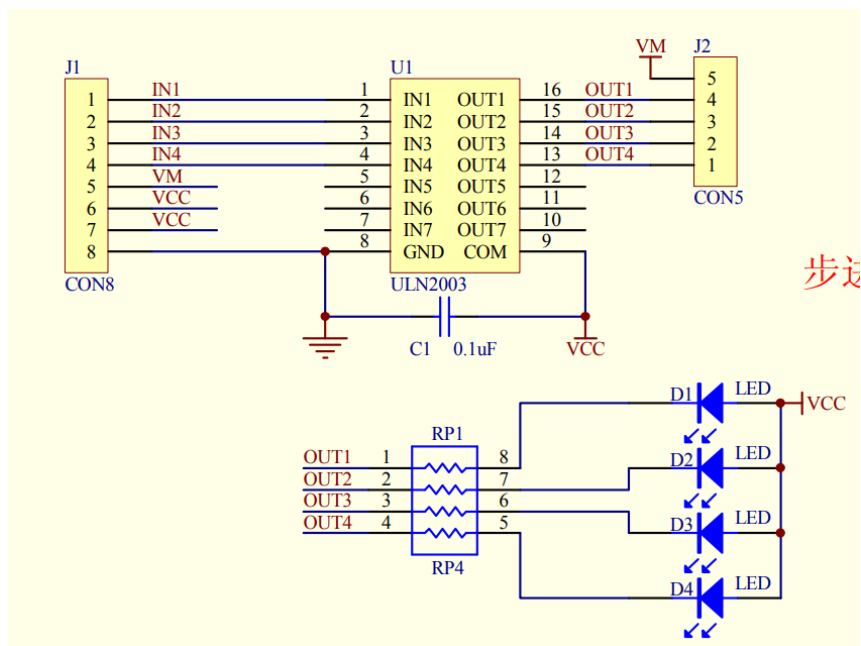 J1
1 IN1
2 IN2
3 IN3
4 IN4
5 VM
6 VCC
7 VCC
8
CON8
U1
1 IN1 OUT1 16 OUT1
2 IN2 OUT2 15 OUT2
3 IN3 OUT3 14 OUT3
4 IN4 OUT4 13 OUT4
5 IN5 OUT5 12
6 IN6 OUT6 11
7 IN7 OUT7 10
8 GND COM 9
ULN2003
VM
J2
5
4
3
2
1
CON5
C1 0.1uF
VCC
步
RP1
OUT1 1 8
OUT2 2 7
OUT3 3 6
OUT4 4 5
RP4
D1 LED
VCC
D2 LED
D3 LED
D4 LED